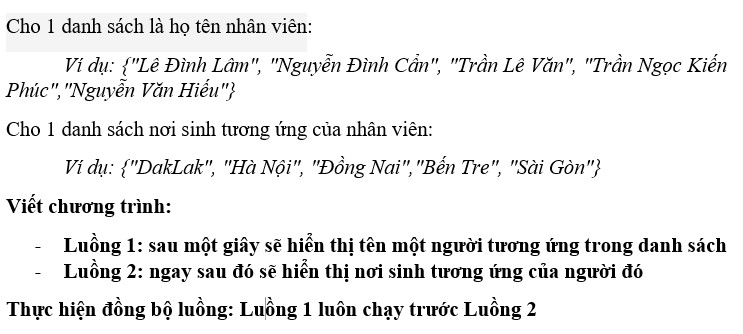 Cho 1 danh sách là họ tên nhân viên:
Ví dụ: {"Lê Đình Lâm", "Nguyễn Đình Cẩn", "Trần Lê Văn", "Trần Ngọc Kiến
Phúc","Nguyễn Văn Hiếu"}
Cho 1 danh sách nơi sinh tương ứng của nhân viên:
Ví dụ: {"DakLak", "Hà Nội", "Đồng Nai","Bến Tre", "Sài Gòn"}
Viết chương trình:
- Luồng 1: sau một giây sẽ hiển thị tên một người tương ứng trong danh sách
- Luồng 2: ngay sau đó sẽ hiển thị nơi sinh tương ứng của người đó
Thực hiện đồng bộ luồng: Luồng 1 luôn chạy trước Luồng 2